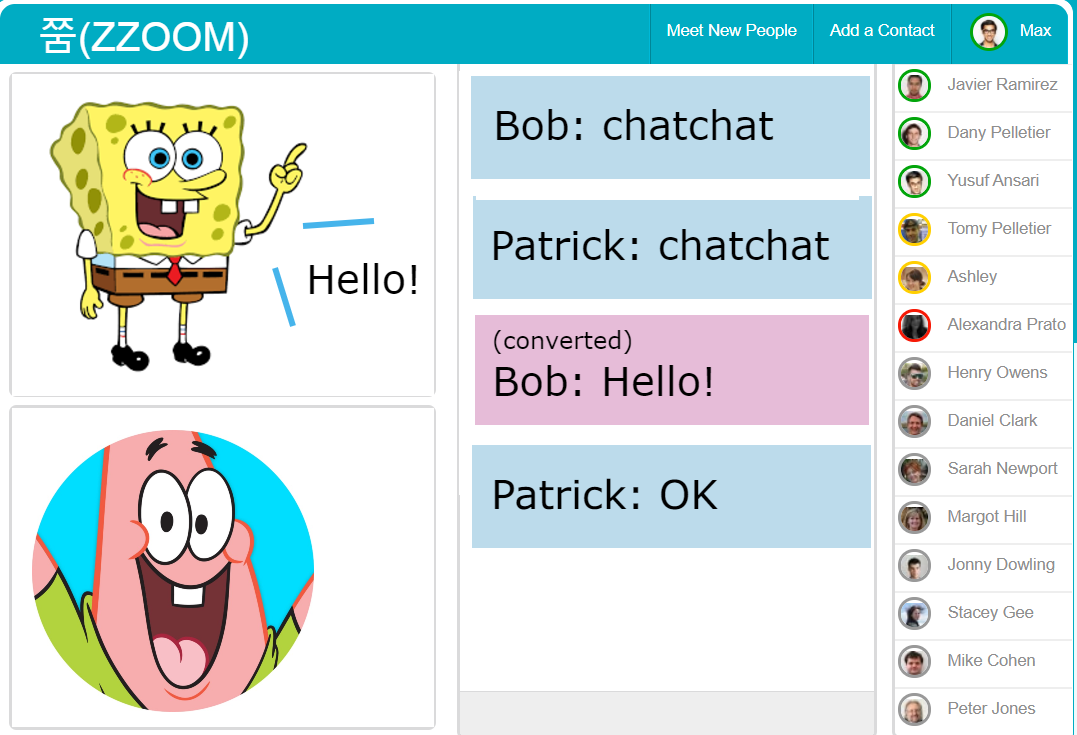 쭘(ZZOOM)
Meet New People
Add a Contact
Max
Hello!
Bob: chatchat
Patrick: chatchat
(converted)
Bob: Hello!
Patrick: OK
Javier Ramirez
Dany Pelletier
Yusuf Ansari
Tomy Pelletier
Ashley
Alexandra Prato
Henry Owens
Daniel Clark
Sarah Newport
Margot Hill
Jonny Dowling
Stacey Gee
Mike Cohen
Peter Jones